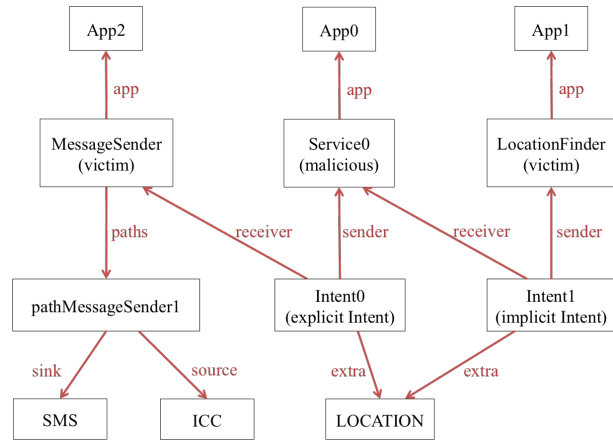 App2
App0
App1
app
app
app
MessageSender
(victim)
Service0
(malicious)
LocationFinder
(victim)
paths
receiver
sender
receiver
sender
pathMessageSender1
Intent0
(explicit Intent)
Intent1
(implicit Intent)
sink
source
extra
extra
SMS
ICC
LOCATION